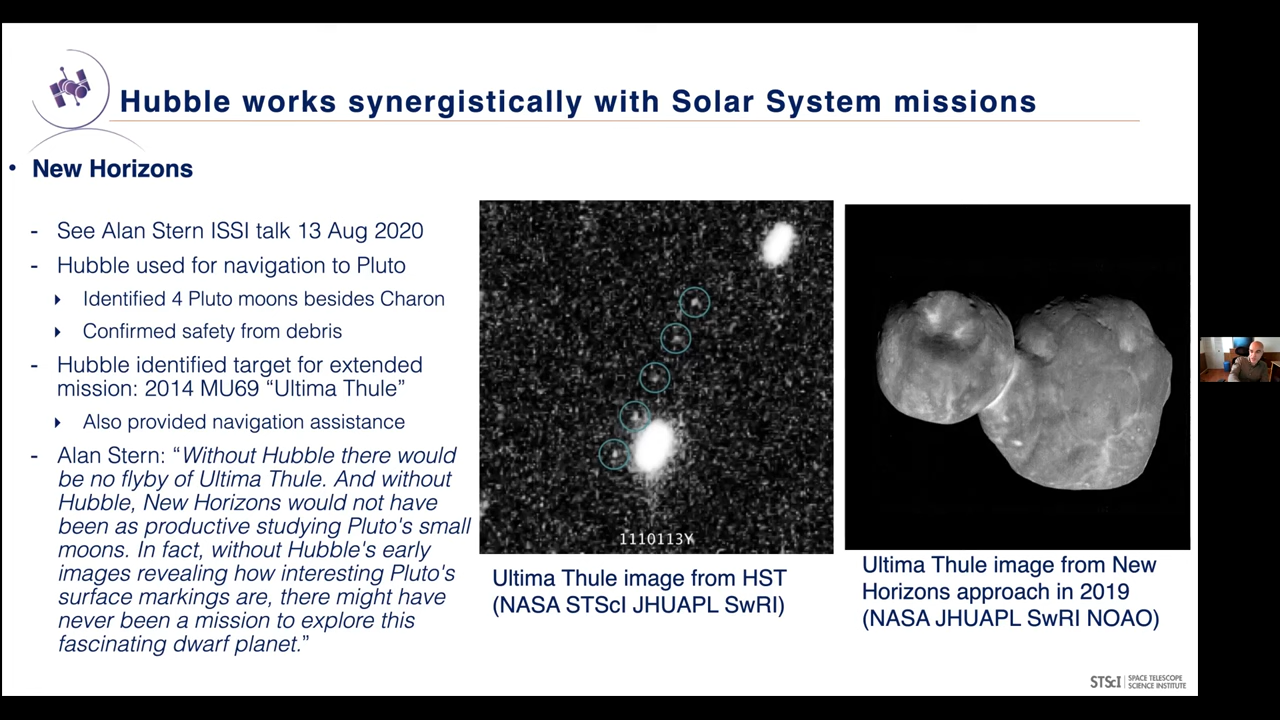 Hubble works synergistically with Solar System missions
• New Horizons
- See Alan Stern ISSI talk 13 Aug 2020
- Hubble used for navigation to Pluto
Identified 4 Pluto moons besides Charon
Confirmed safety from debris
- Hubble identified target for extended
mission: 2014 MU69 “Ultima Thule”
Also provided navigation assistance
- Alan Stern: “Without Hubble there would
be no flyby of Ultima Thule. And without
Hubble, New Horizons would not have
been as productive studying Pluto's small
moons. In fact, without Hubble's early
images revealing how interesting Pluto's
surface markings are, there might have
never been a mission to explore this
fascinating dwarf planet.”
1110113Y
Ultima Thule image from HST
(NASA STScI JHUAPL SwRI)
Ultima Thule image from New
Horizons approach in 2019
(NASA JHUAPL SwRI NOAO)
STScI | SPACE TELESCOPE
SCIENCE INSTITUTE